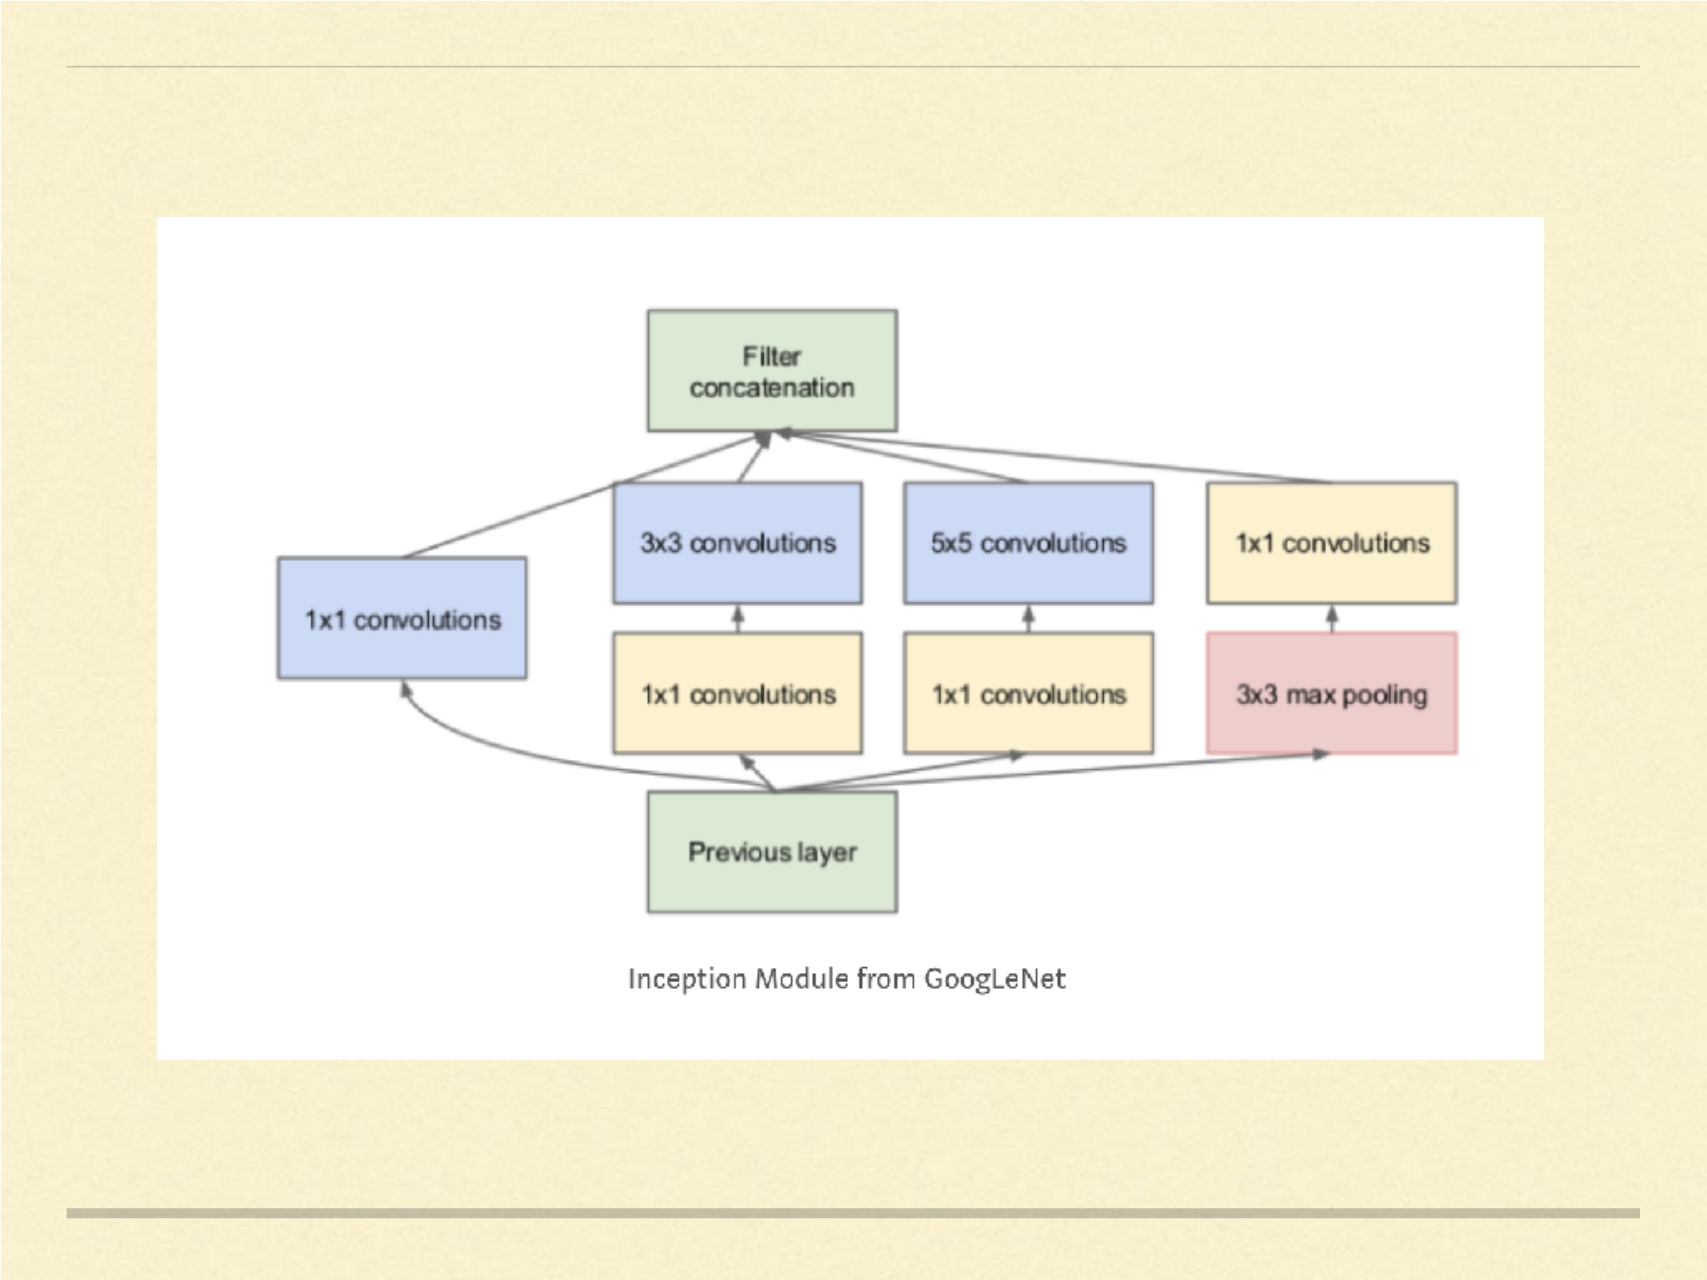 Filter
concatenation
3x3 convolutions
5x5 convolutions
1x1 convolutions
1x1 convolutions
1x1 convolutions
1x1 convolutions
3x3 max pooling
Previous layer
Inception Module from GoogLeNet